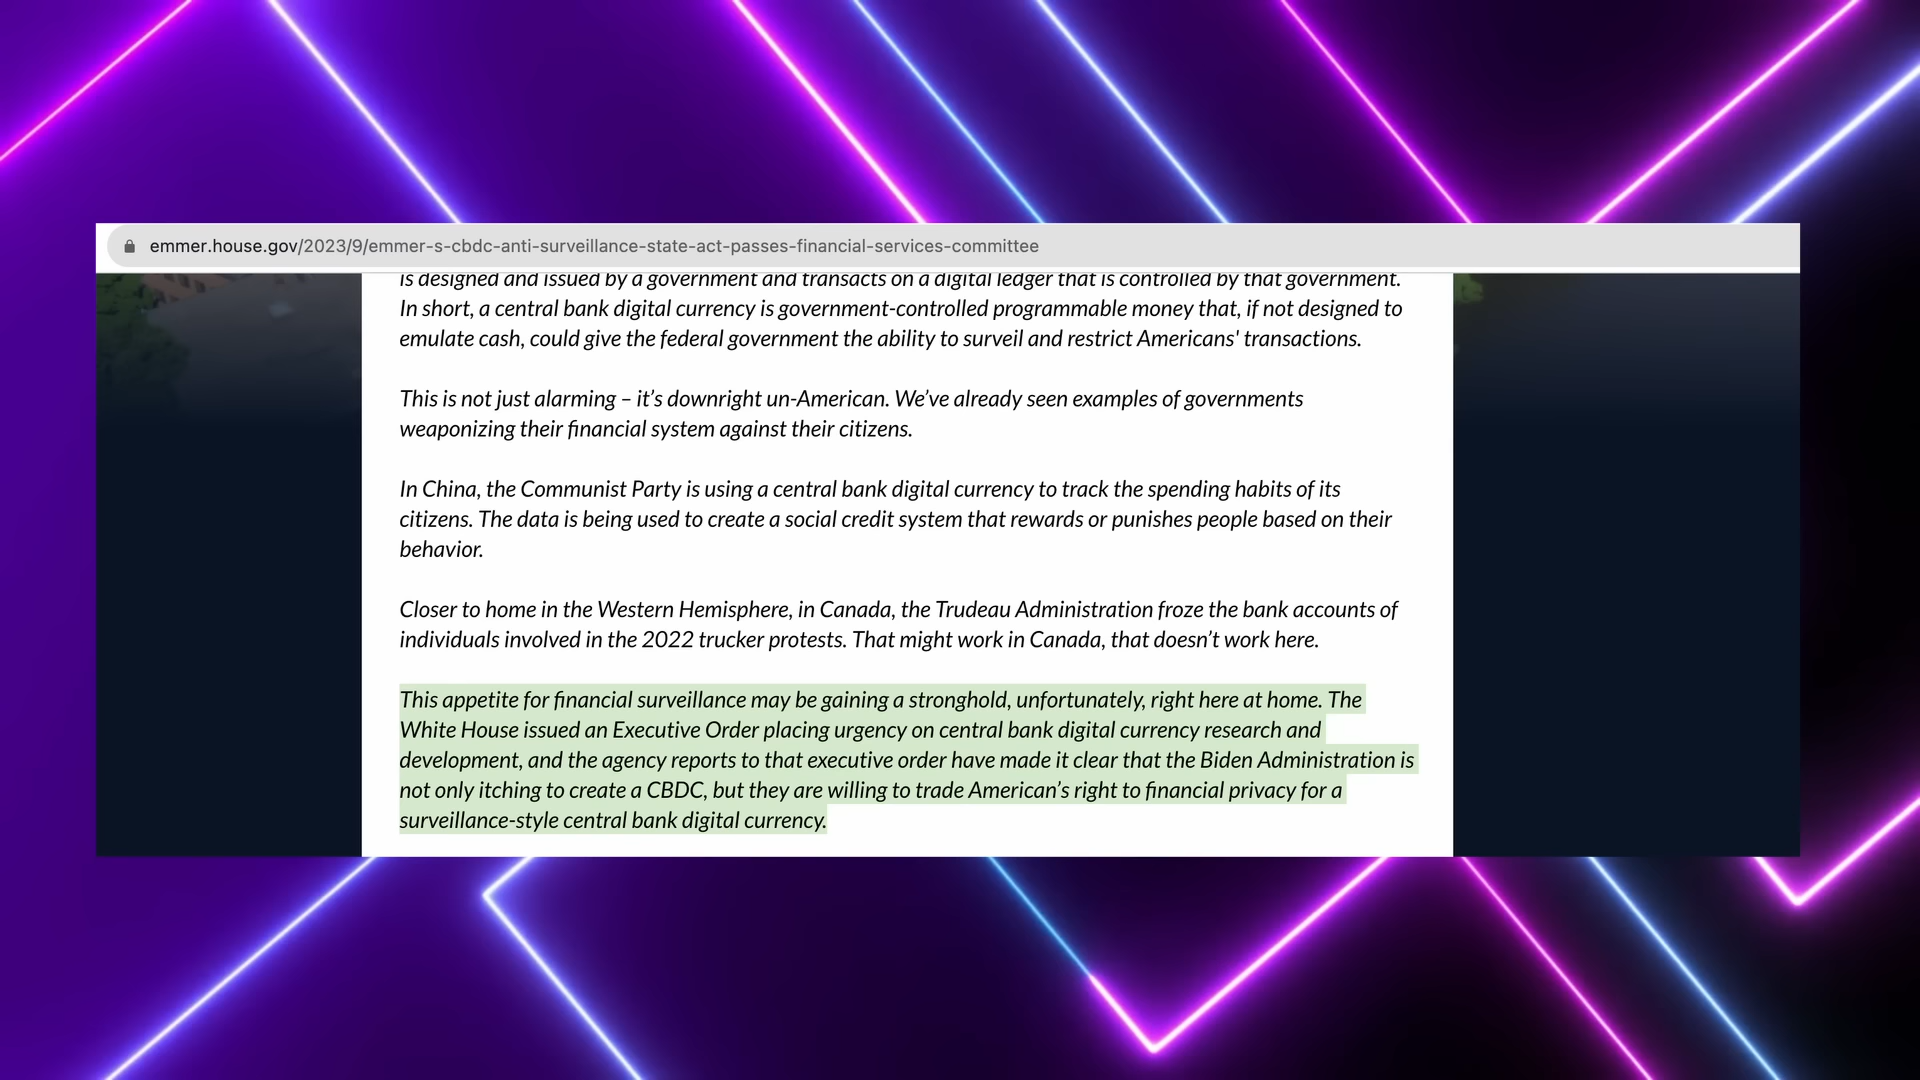 emmer.house.gov/2023/9/emmer-s-cbdc-anti-surveillance-state-act-passes-financial-services-committee
is designed and issued by a government and transacts on a digital ledger that is controlled by that government.
In short, a central bank digital currency is government-controlled programmable money that, if not designed to
emulate cash, could give the federal government the ability to surveil and restrict Americans' transactions.
This is not just alarming – it’s downright un-American. We’ve already seen examples of governments
weaponizing their financial system against their citizens.
In China, the Communist Party is using a central bank digital currency to track the spending habits of its
citizens. The data is being used to create a social credit system that rewards or punishes people based on their
behavior.
Closer to home in the Western Hemisphere, in Canada, the Trudeau Administration froze the bank accounts of
individuals involved in the 2022 trucker protests. That might work in Canada, that doesn’t work here.
This appetite for financial surveillance may be gaining a stronghold, unfortunately, right here at home. The
White House issued an Executive Order placing urgency on central bank digital currency research and
development, and the agency reports to that executive order have made it clear that the Biden Administration is
not only itching to create a CBDC, but they are willing to trade American’s right to financial privacy for a
surveillance-style central bank digital currency.